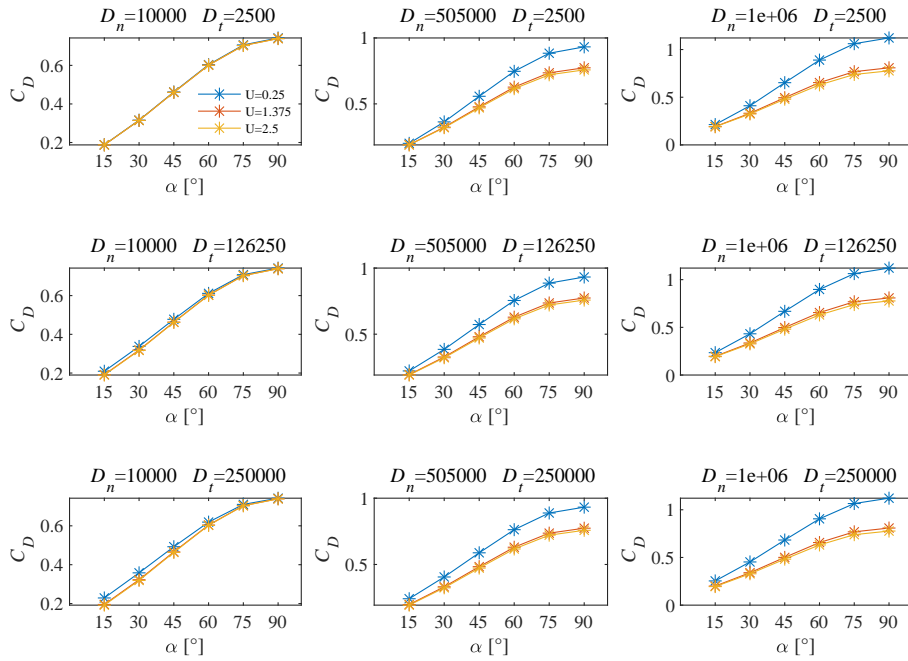 D_n=10000 D_t=2500
D_n=505000 D_t=2500
D_n=1e+06 D_t=2500
C_D
0.6
0.4
0.2
U=0.25
U=1.375
U=2.5
15 30 45 60 75 90
α [°]
C_D
1
0.5
15 30 45 60 75 90
α [°]
C_D
1
0.5
0
15 30 45 60 75 90
α [°]
D_n=10000 D_t=126250
D_n=505000 D_t=126250
D_n=1e+06 D_t=126250
C_D
0.6
0.4
0.2
15 30 45 60 75 90
α [°]
C_D
1
0.5
15 30 45 60 75 90
α [°]
C_D
1
0.5
0
15 30 45 60 75 90
α [°]
D_n=10000 D_t=250000
D_n=505000 D_t=250000
D_n=1e+06 D_t=250000
C_D
0.6
0.4
0.2
15 30 45 60 75 90
α [°]
C_D
1
0.5
15 30 45 60 75 90
α [°]
C_D
1
0.5
0
15 30 45 60 75 90
α [°]